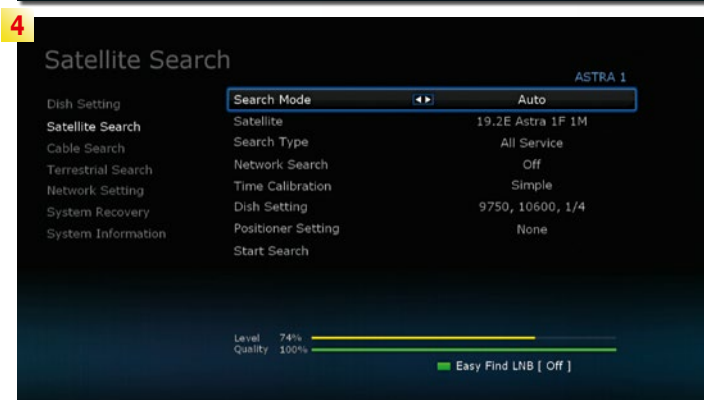 4
Satellite Search
ASTRA 1
Dish Setting
Satellite Search
Cable Search
Terrestrial Search
Network Setting
System Recovery
System Information
Search Mode Auto
Satellite 19.2E Astra 1F 1M
Search Type All Service
Network Search Off
Time Calibration Simple
Dish Setting 9750, 10600, 1/4
Positioner Setting None
Start Search
Level 74%
Quality 100%
Easy Find LNB [ Off ]